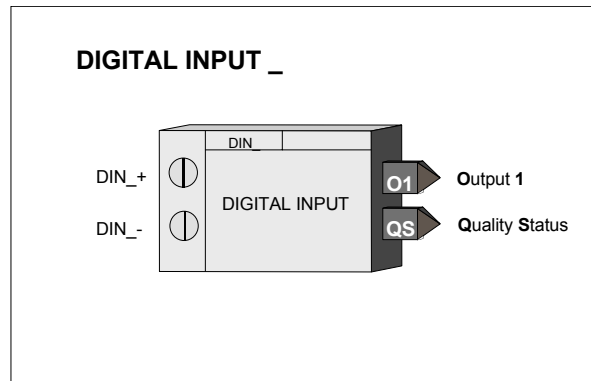 DIGITAL INPUT _
DIN_
DIN_+
DIGITAL INPUT
DIN_-
O1
Output 1
QS
Quality Status